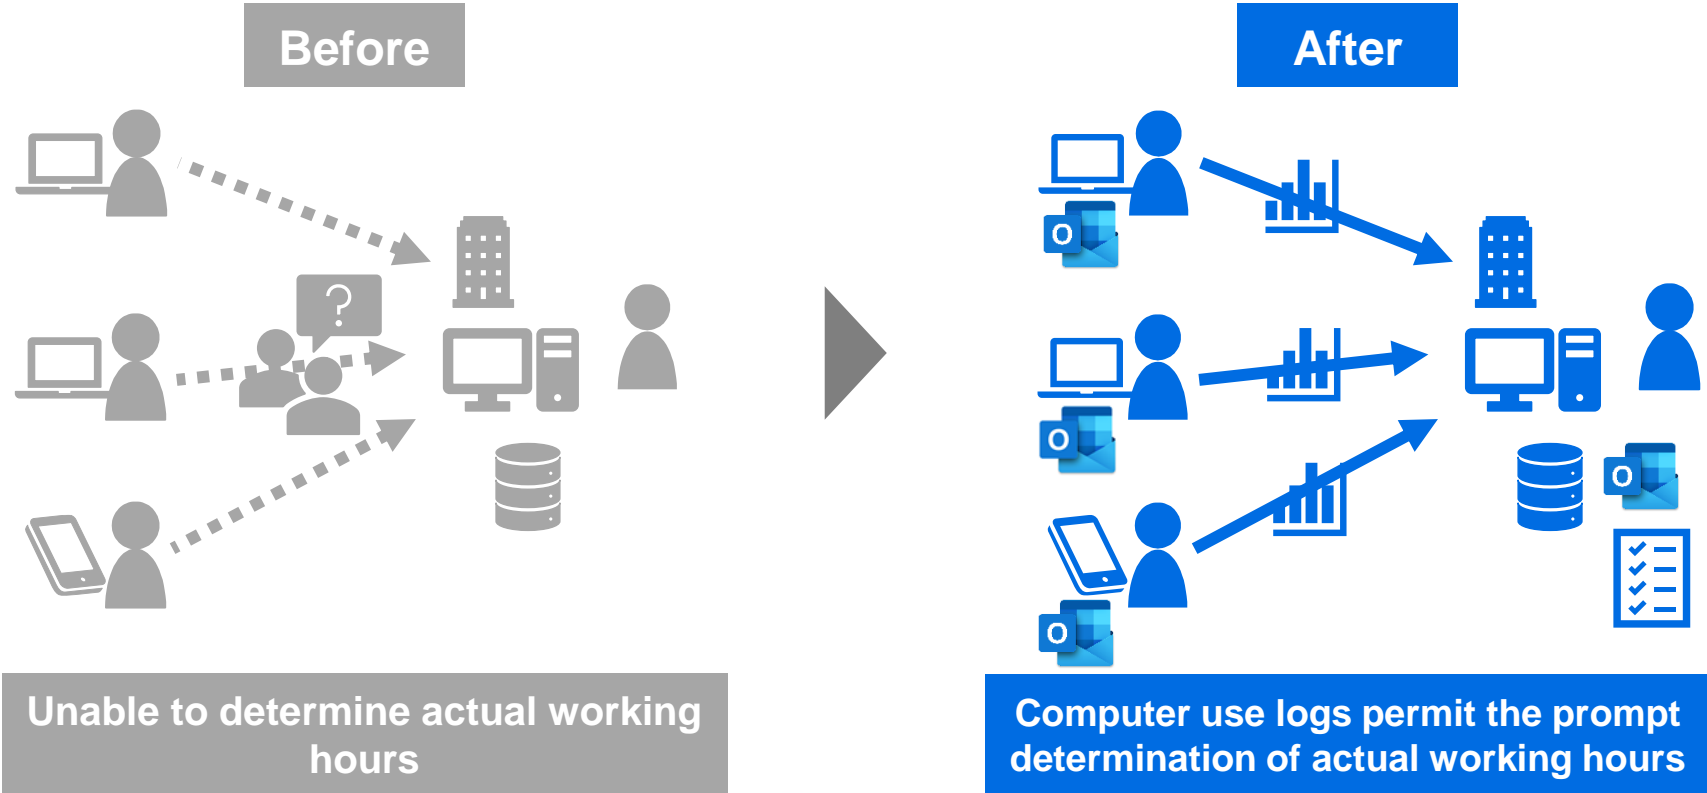 Before
After
?
O
O
O
O
Unable to determine actual working
hours
Computer use logs permit the prompt
determination of actual working hours